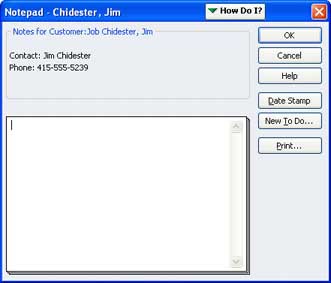 Notepad - Chidester, Jim
How Do I?
Notes for Customer:Job Chidester, Jim
Contact: Jim Chidester
Phone: 415-555-5239
OK
Cancel
Help
Date Stamp
New To Do...
Print...